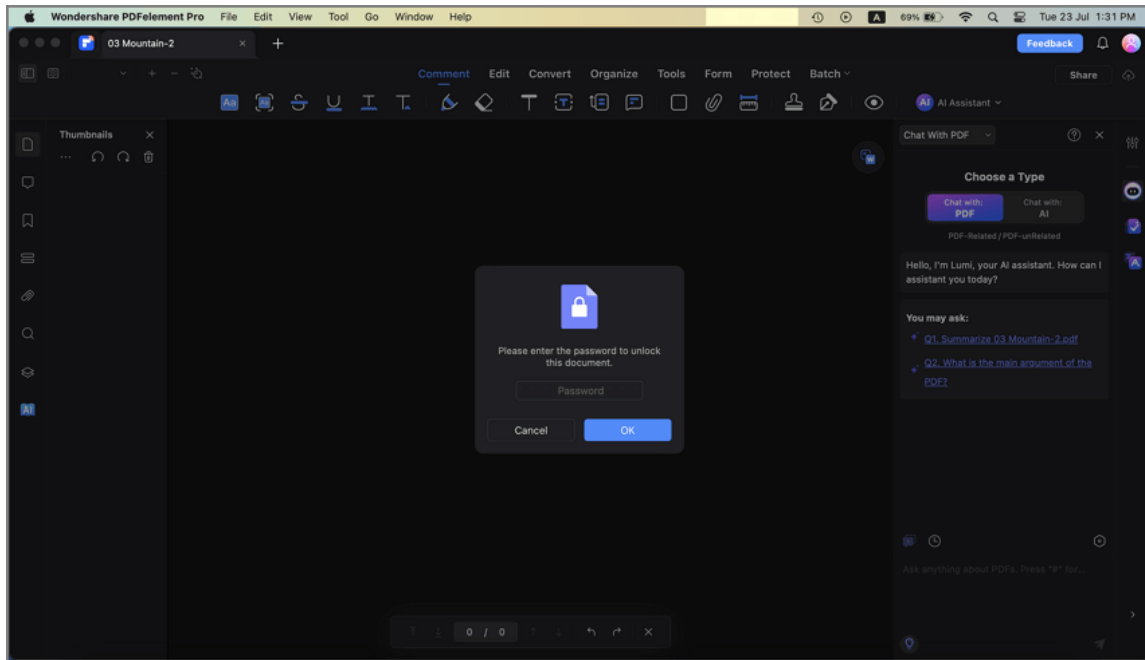 Wondershare PDFelement Pro File Edit View Tool Go Window Help
A 69% Tue 23 Jul 1:31 PM
03 Mountain-2 × +
Feedback
Comment Edit Convert Organize Tools Form Protect Batch
Share
Aa Aa U T T T T
AI AI Assistant
Thumbnails ×
Chat With PDF
W
Choose a Type
Chat with: PDF
Chat with: AI
PDF-Related / PDF-unRelated
Hello, I'm Lumi, your AI assistant. How can I
assistant you today?
You may ask:
Q1. Summarize 03 Mountain-2.pdf
Q2. What is the main argument of the
PDF?
AI
Please enter the password to unlock
this document.
Password
Cancel OK
Ask anything about PDFs. Press "#" for...
0 / 0